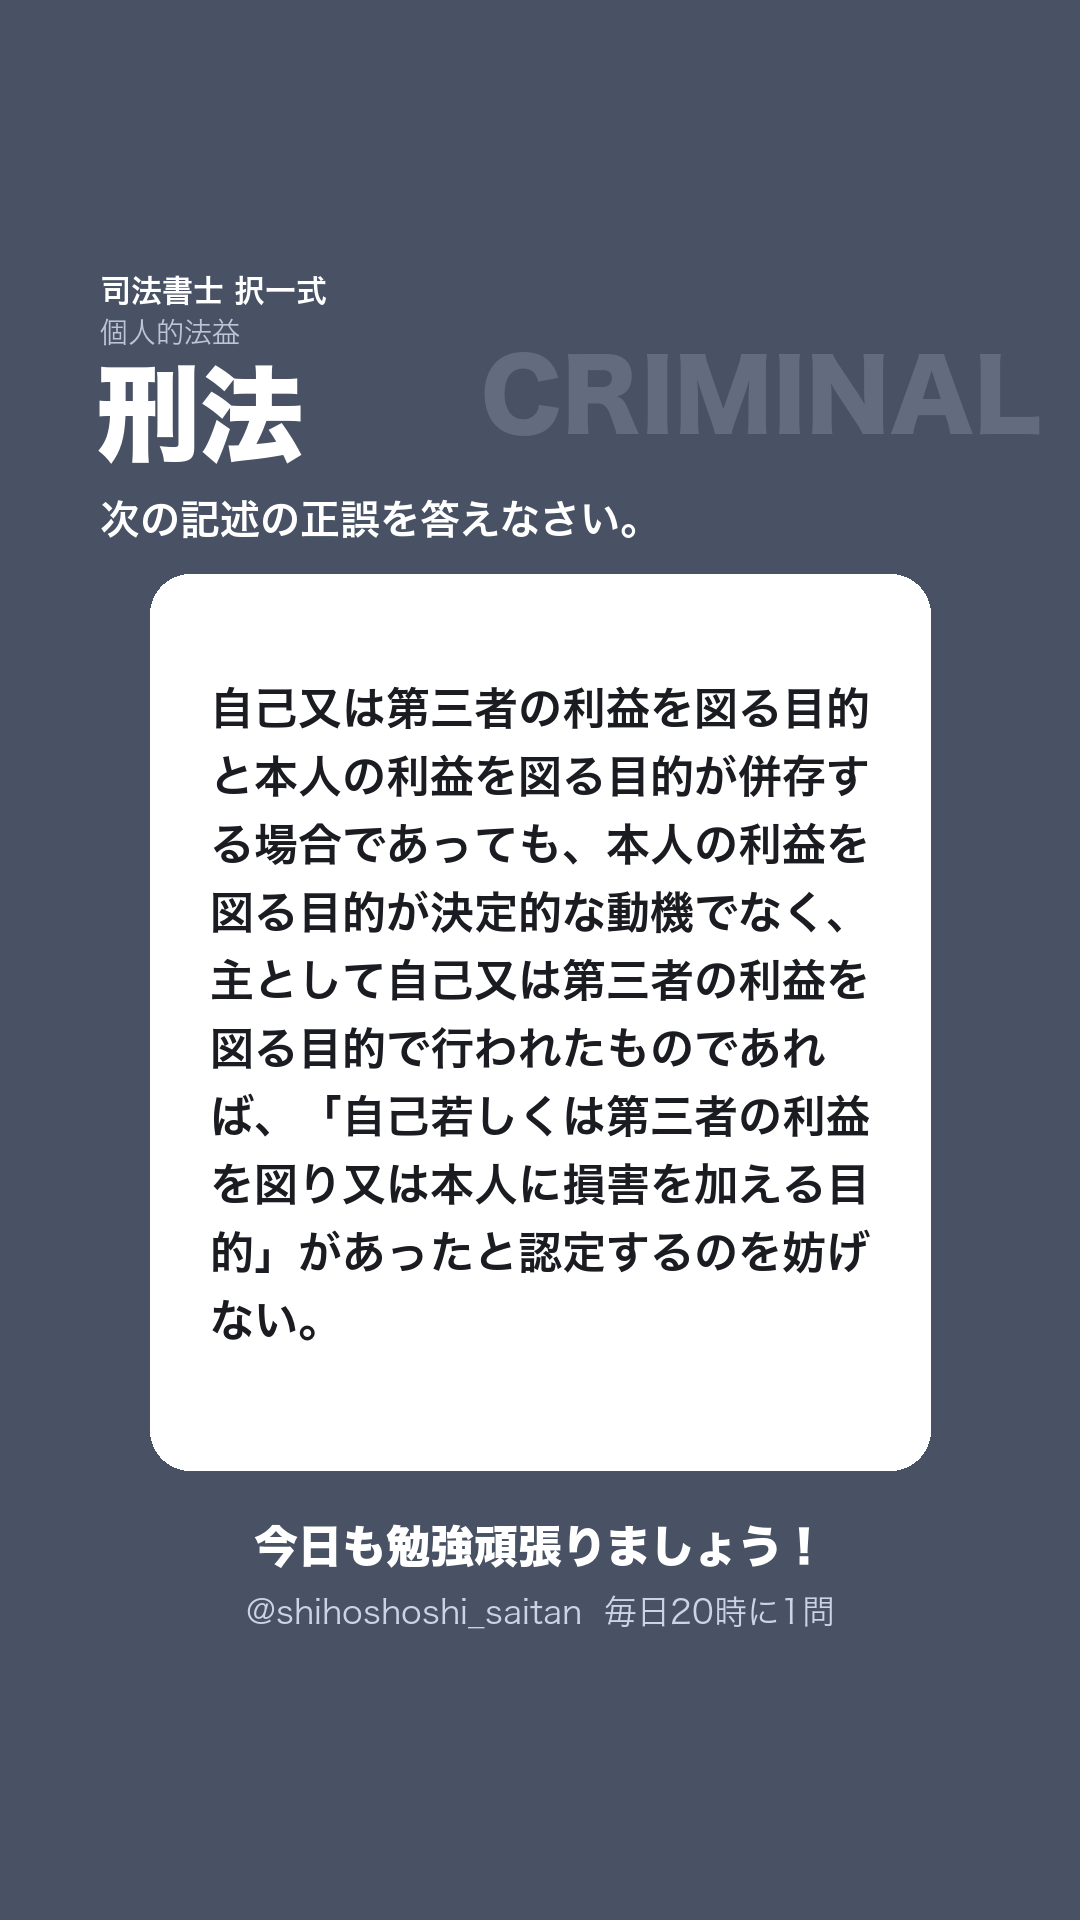 司法書士 択一式
個人的法益
刑法
CRIMINAL
次の記述の正誤を答えなさい。
自己又は第三者の利益を図る目的
と本人の利益を図る目的が併存す
る場合であっても、本人の利益を
図る目的が決定的な動機でなく、
主として自己又は第三者の利益を
図る目的で行われたものであれ
ば、「自己若しくは第三者の利益
を図り又は本人に損害を加える目
的」があったと認定するのを妨げ
ない。
今日も勉強頑張りましょう！
@shihoshoshi_saitan 毎日20時に1問